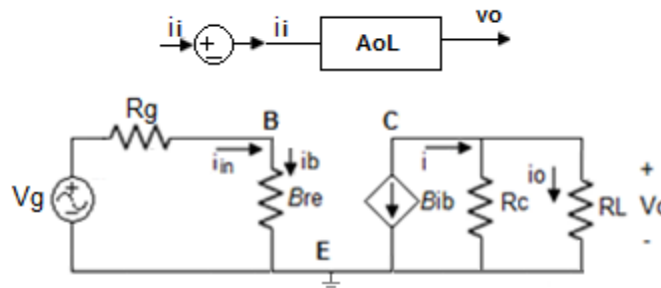 ii ii AoL vo
Rg B C
iin ib i io +
Vg Bre Bib Rc RL Vo
E -